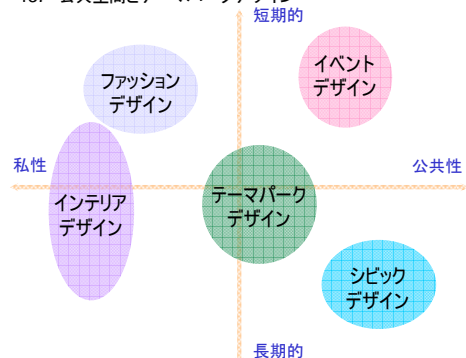 短期的
イベント
デザイン
ファッション
デザイン
私性
公共性
テーマパーク
デザイン
インテリア
デザイン
シビック
デザイン
長期的